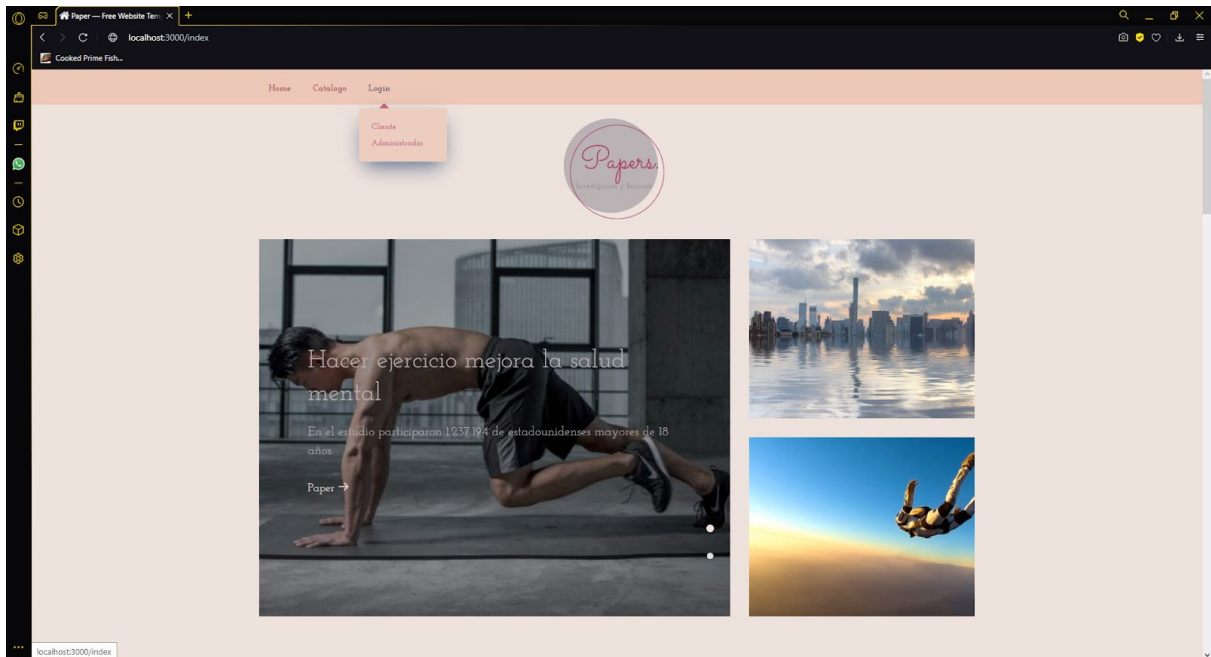 Paper — Free Website Tem
localhost:3000/index
Cooked Prime Fish...
Home Catalogo Login
Cliente
Administrador
Papers.
Investigación y Revisión
Hacer ejercicio mejora la salud
mental
En el estudio participaron 1.237.194 de estadounidenses mayores de 18
años.
Paper →
localhost:3000/index